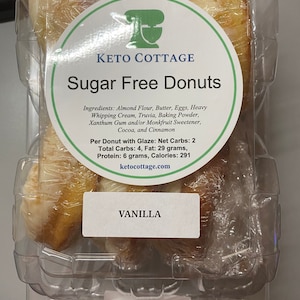 KETO COTTAGE
Sugar Free Donuts
Ingredients: Almond Flour, Butter, Eggs, Heavy
Whipping Cream, Truvia, Baking Powder,
Xanthum Gum and/or Monkfruit Sweetener,
Cocoa, and Cinnamon
Per Donut with Glaze: Net Carbs: 2
Total Carbs: 4, Fat: 29 grams,
Protein: 6 grams, Calories: 291
ketocottage.com
VANILLA